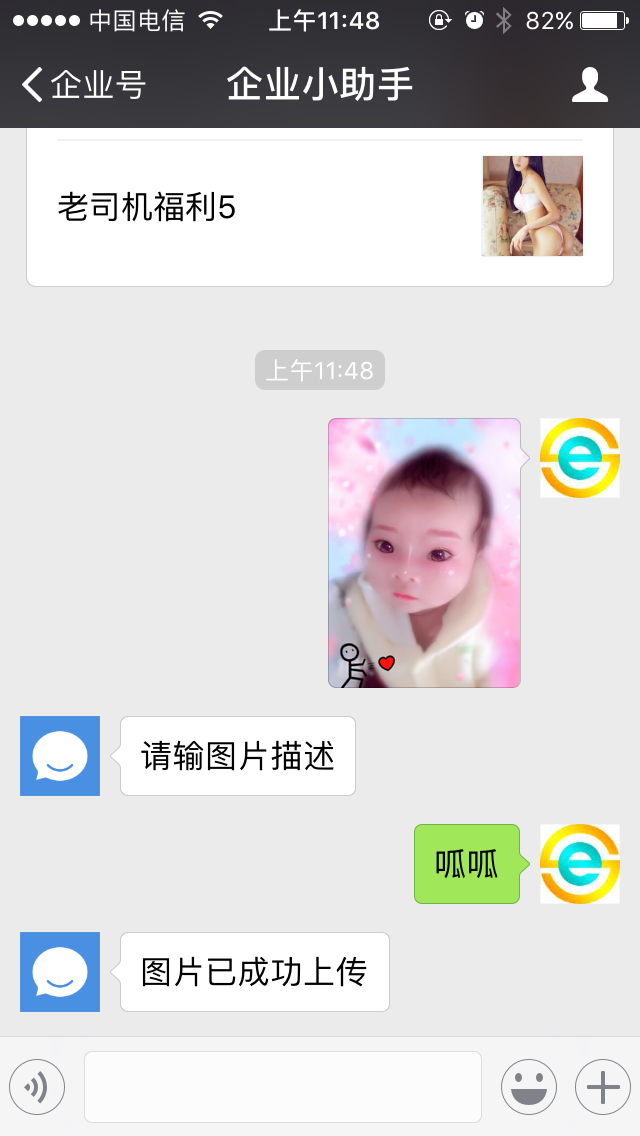 中国电信 上午11:48 82%
企业号 企业小助手
老司机福利5
上午11:48
请输图片描述
呱呱
图片已成功上传